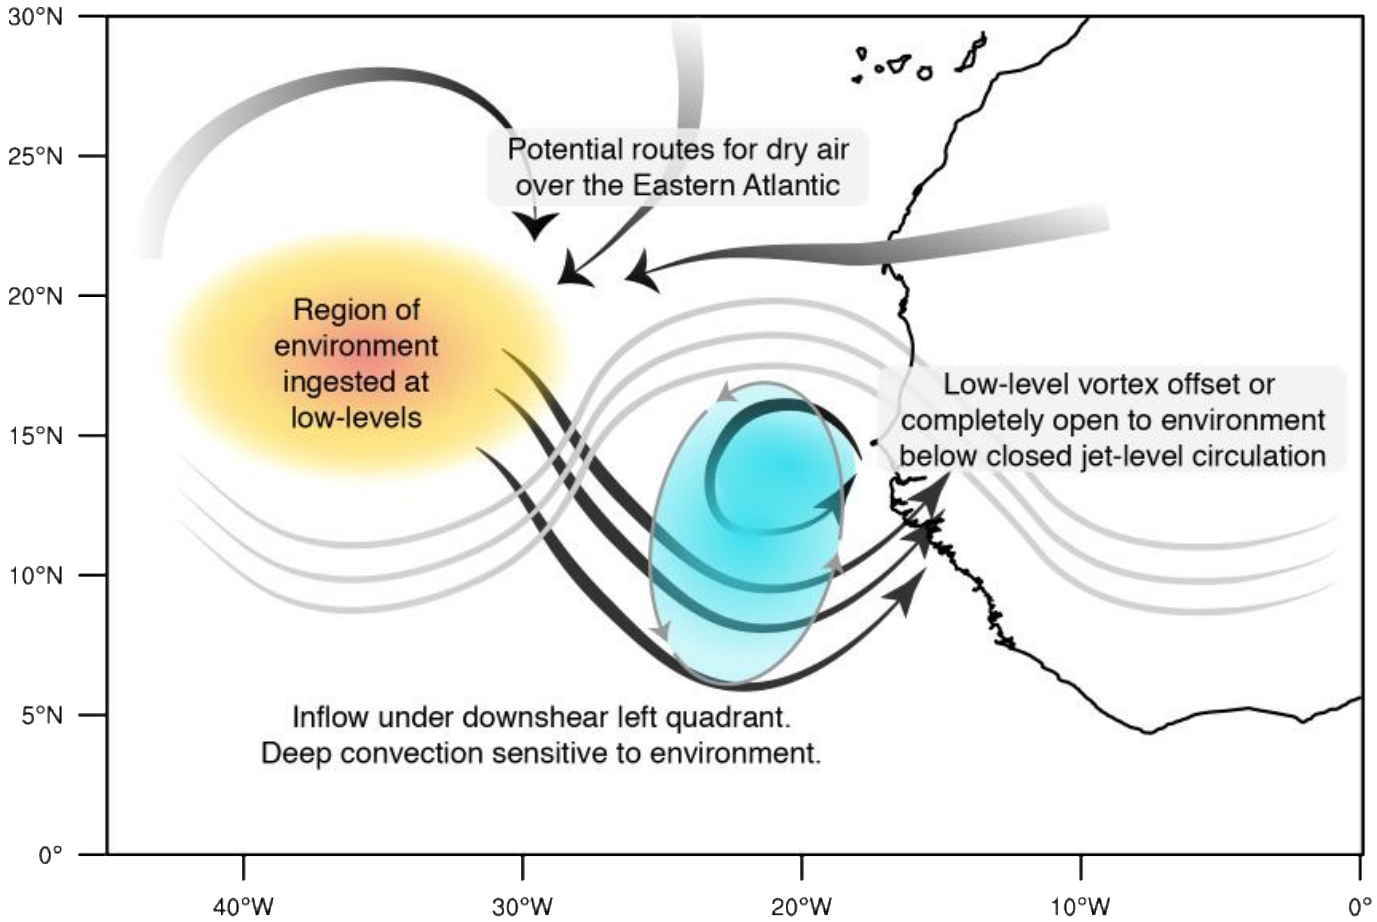 30°N
25°N
20°N
15°N
10°N
5°N
0°
40°W
30°W
20°W
10°W
0°
Potential routes for dry air
over the Eastern Atlantic
Region of
environment
ingested at
low-levels
Low-level vortex offset or
completely open to environment
below closed jet-level circulation
Inflow under downshear left quadrant.
Deep convection sensitive to environment.